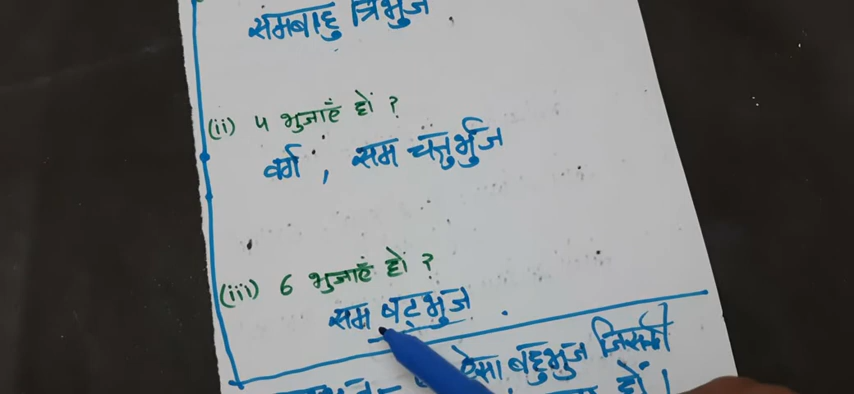 समबाहु त्रिभुज
(ii) 4 भुजाएँ हों ?
वर्ग , सम चतुर्भुज
(iii) 6 भुजाएँ हों ?
सम षट्भुज
ऐसा बहुभुज जिसकी
हों ।